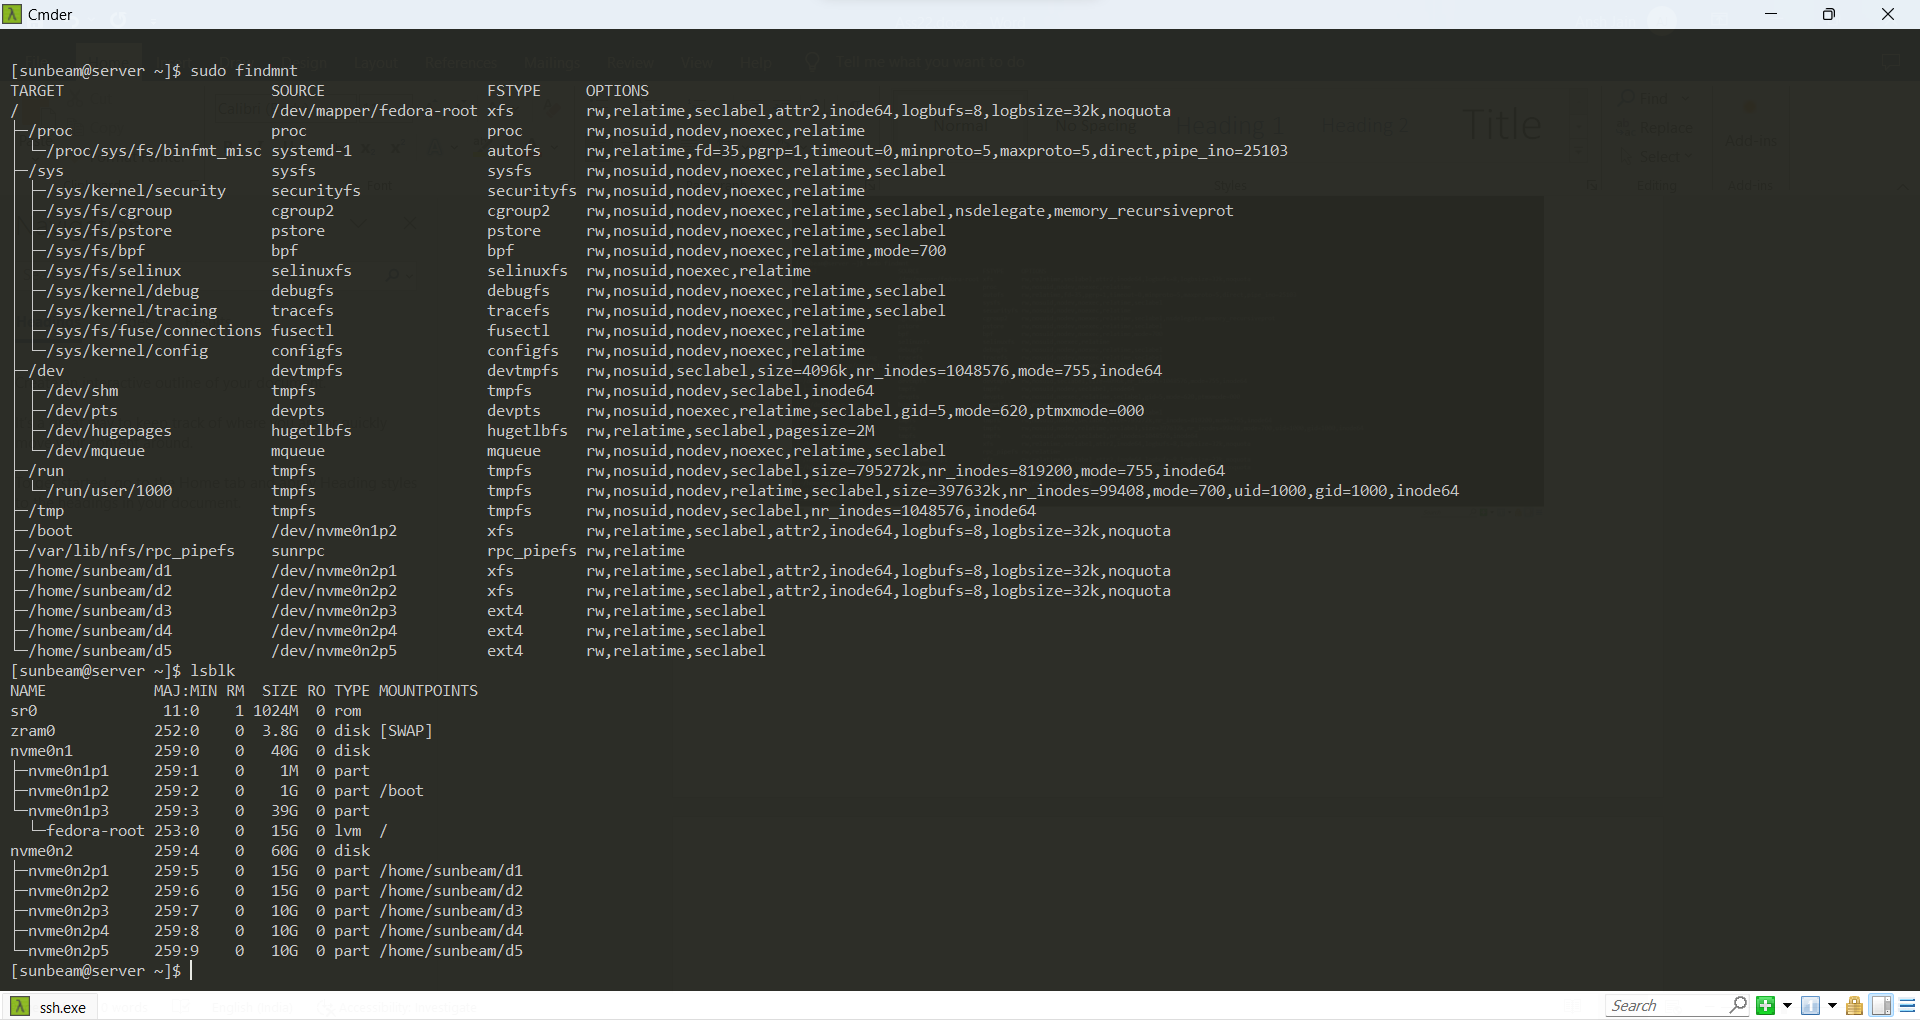 Cmder
[sunbeam@server ~]$ sudo findmnt
TARGET SOURCE FSTYPE OPTIONS
/ /dev/mapper/fedora-root xfs rw,relatime,seclabel,attr2,inode64,logbufs=8,logbsize=32k,noquota
├─/proc proc proc rw,nosuid,nodev,noexec,relatime
│ └─/proc/sys/fs/binfmt_misc systemd-1 autofs rw,relatime,fd=35,pgrp=1,timeout=0,minproto=5,maxproto=5,direct,pipe_ino=25103
├─/sys sysfs sysfs rw,nosuid,nodev,noexec,relatime,seclabel
│ ├─/sys/kernel/security securityfs securityfs rw,nosuid,nodev,noexec,relatime
│ ├─/sys/fs/cgroup cgroup2 cgroup2 rw,nosuid,nodev,noexec,relatime,seclabel,nsdelegate,memory_recursiveprot
│ ├─/sys/fs/pstore pstore pstore rw,nosuid,nodev,noexec,relatime,seclabel
│ ├─/sys/fs/bpf bpf bpf rw,nosuid,nodev,noexec,relatime,mode=700
│ ├─/sys/fs/selinux selinuxfs selinuxfs rw,nosuid,noexec,relatime
│ ├─/sys/kernel/debug debugfs debugfs rw,nosuid,nodev,noexec,relatime,seclabel
│ ├─/sys/kernel/tracing tracefs tracefs rw,nosuid,nodev,noexec,relatime,seclabel
│ ├─/sys/fs/fuse/connections fusectl fusectl rw,nosuid,nodev,noexec,relatime
│ └─/sys/kernel/config configfs configfs rw,nosuid,nodev,noexec,relatime
├─/dev devtmpfs devtmpfs rw,nosuid,seclabel,size=4096k,nr_inodes=1048576,mode=755,inode64
│ ├─/dev/shm tmpfs tmpfs rw,nosuid,nodev,seclabel,inode64
│ ├─/dev/pts devpts devpts rw,nosuid,noexec,relatime,seclabel,gid=5,mode=620,ptmxmode=000
│ ├─/dev/hugepages hugetlbfs hugetlbfs rw,relatime,seclabel,pagesize=2M
│ └─/dev/mqueue mqueue mqueue rw,nosuid,nodev,noexec,relatime,seclabel
├─/run tmpfs tmpfs rw,nosuid,nodev,seclabel,size=795272k,nr_inodes=819200,mode=755,inode64
│ └─/run/user/1000 tmpfs tmpfs rw,nosuid,nodev,relatime,seclabel,size=397632k,nr_inodes=99408,mode=700,uid=1000,gid=1000,inode64
├─/tmp tmpfs tmpfs rw,nosuid,nodev,seclabel,nr_inodes=1048576,inode64
├─/boot /dev/nvme0n1p2 xfs rw,relatime,seclabel,attr2,inode64,logbufs=8,logbsize=32k,noquota
├─/var/lib/nfs/rpc_pipefs sunrpc rpc_pipefs rw,relatime
├─/home/sunbeam/d1 /dev/nvme0n2p1 xfs rw,relatime,seclabel,attr2,inode64,logbufs=8,logbsize=32k,noquota
├─/home/sunbeam/d2 /dev/nvme0n2p2 xfs rw,relatime,seclabel,attr2,inode64,logbufs=8,logbsize=32k,noquota
├─/home/sunbeam/d3 /dev/nvme0n2p3 ext4 rw,relatime,seclabel
├─/home/sunbeam/d4 /dev/nvme0n2p4 ext4 rw,relatime,seclabel
└─/home/sunbeam/d5 /dev/nvme0n2p5 ext4 rw,relatime,seclabel
[sunbeam@server ~]$ lsblk
NAME MAJ:MIN RM SIZE RO TYPE MOUNTPOINTS
sr0 11:0 1 1024M 0 rom
zram0 252:0 0 3.8G 0 disk [SWAP]
nvme0n1 259:0 0 40G 0 disk
├─nvme0n1p1 259:1 0 1M 0 part
├─nvme0n1p2 259:2 0 1G 0 part /boot
└─nvme0n1p3 259:3 0 39G 0 part
  └─fedora-root 253:0 0 15G 0 lvm /
nvme0n2 259:4 0 60G 0 disk
├─nvme0n2p1 259:5 0 15G 0 part /home/sunbeam/d1
├─nvme0n2p2 259:6 0 15G 0 part /home/sunbeam/d2
├─nvme0n2p3 259:7 0 10G 0 part /home/sunbeam/d3
├─nvme0n2p4 259:8 0 10G 0 part /home/sunbeam/d4
└─nvme0n2p5 259:9 0 10G 0 part /home/sunbeam/d5
[sunbeam@server ~]$
ssh.exe
Search